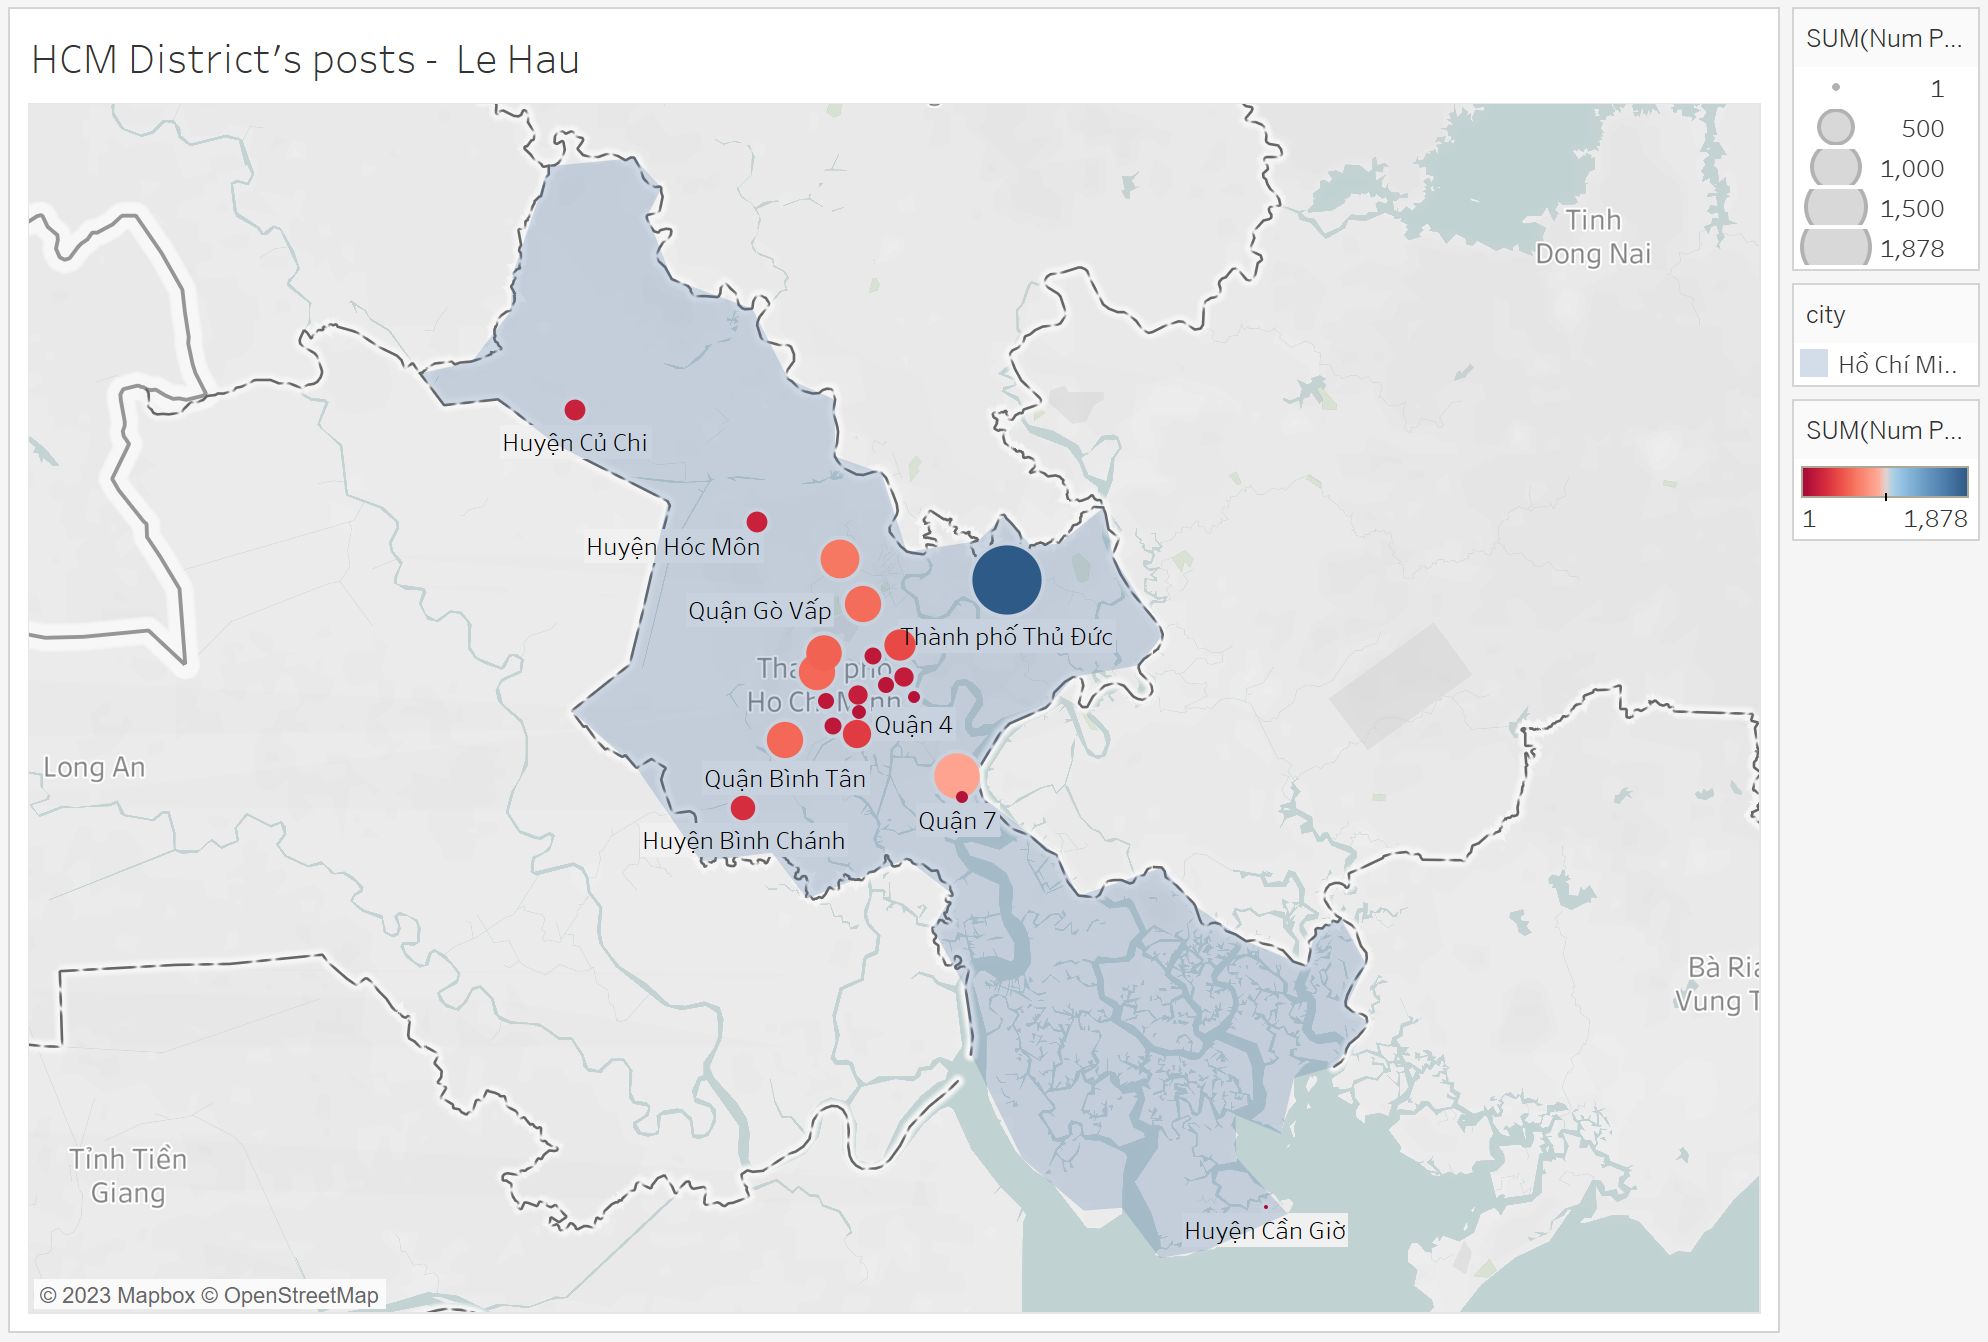 HCM District's posts - Le Hau
Tinh
Dong Nai
Huyện Củ Chi
Huyện Hóc Môn
Quận Gò Vấp
Thành phố Thủ Đức
Ho Chi Minh
Quận 4
Long An
Quận Bình Tân
Quận 7
Huyện Bình Chánh
Bà Ria
Vung T
Tỉnh Tiền
Giang
Huyện Cần Giờ
© 2023 Mapbox © OpenStreetMap
SUM(Num P...
1
500
1,000
1,500
1,878
city
Hồ Chí Mi..
SUM(Num P...
1 1,878